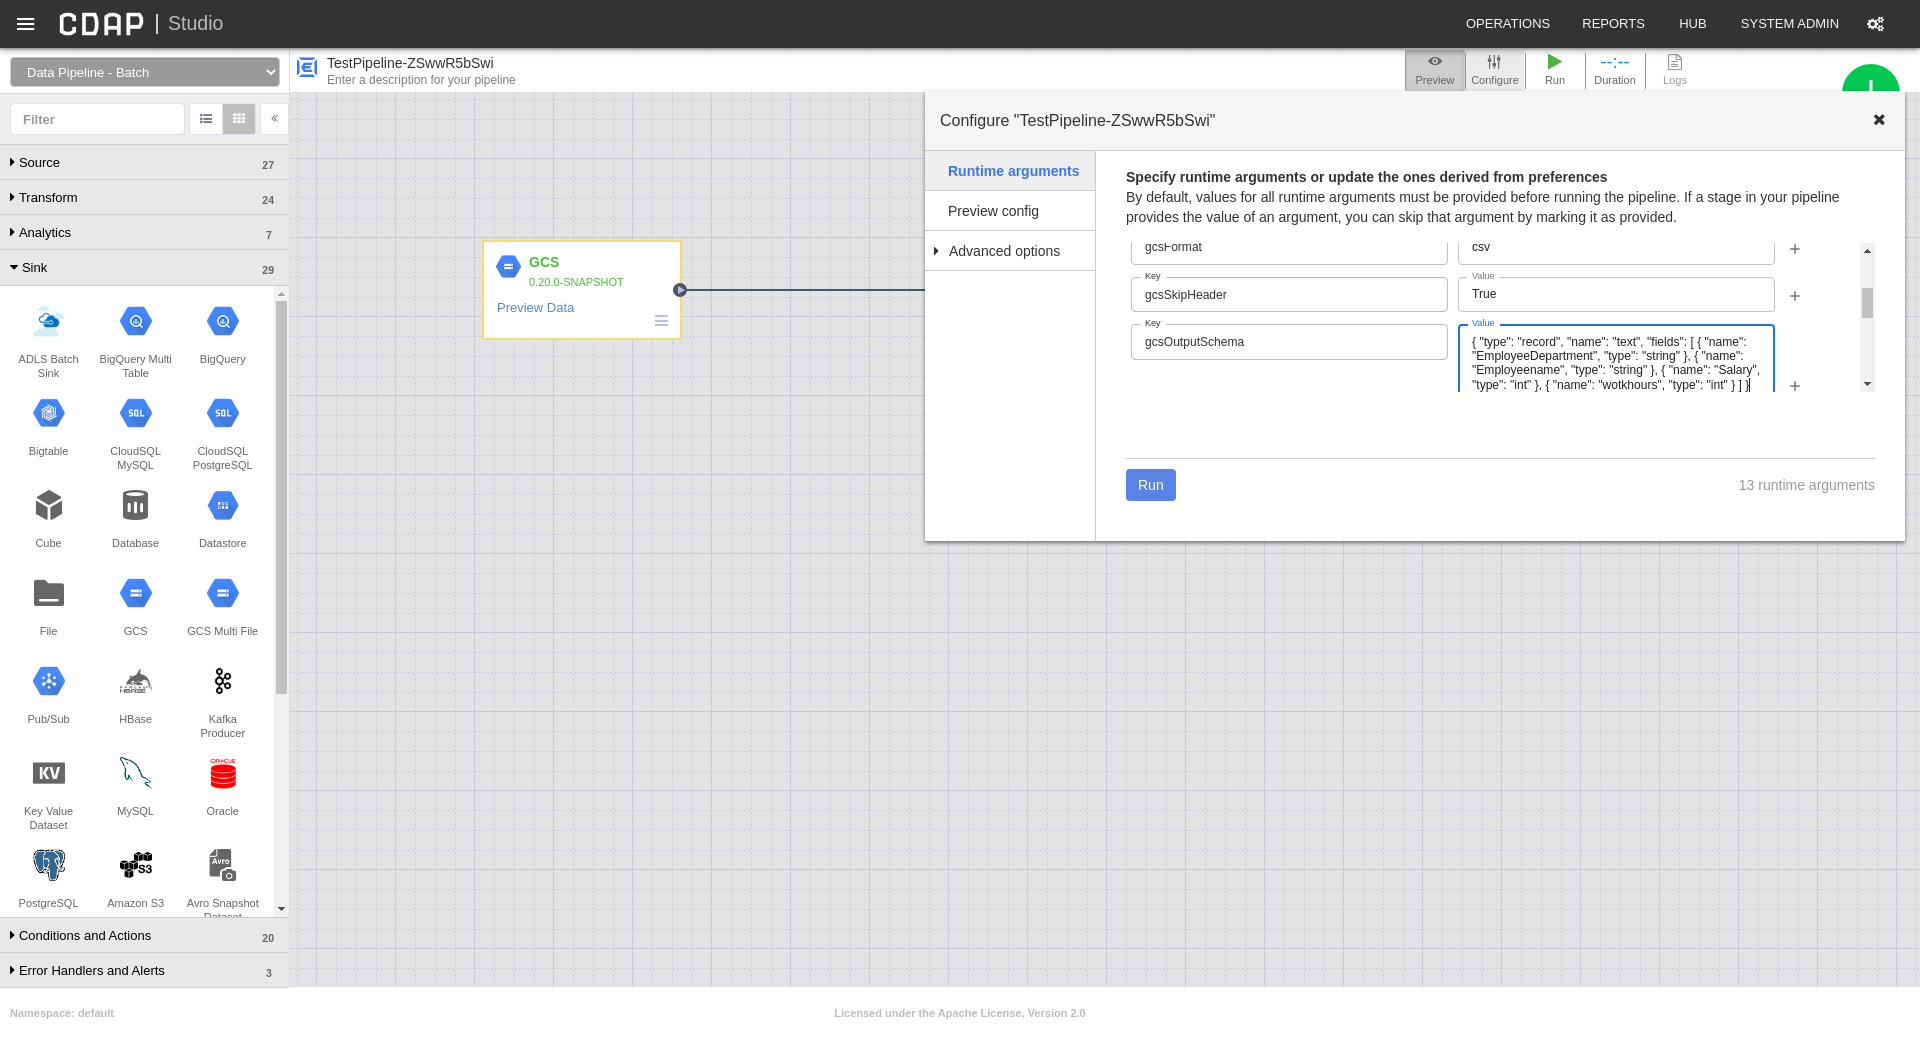 CDAP | Studio
OPERATIONS
REPORTS
HUB
SYSTEM ADMIN
Data Pipeline - Batch
TestPipeline-ZSwwR5bSwi
Enter a description for your pipeline
Preview
Configure
Run
Duration
Logs
Filter
Source 27
Transform 24
Analytics 7
Sink 29
ADLS Batch
Sink
BigQuery Multi
Table
BigQuery
Bigtable
CloudSQL
MySQL
CloudSQL
PostgreSQL
Cube
Database
Datastore
File
GCS
GCS Multi File
Pub/Sub
HBase
Kafka
Producer
Key Value
Dataset
MySQL
Oracle
PostgreSQL
Amazon S3
Avro Snapshot
Dataset
Conditions and Actions 20
Error Handlers and Alerts 3
GCS
0.20.0-SNAPSHOT
Preview Data
Configure "TestPipeline-ZSwwR5bSwi"
Runtime arguments
Preview config
Advanced options
Specify runtime arguments or update the ones derived from preferences
By default, values for all runtime arguments must be provided before running the pipeline. If a stage in your pipeline
provides the value of an argument, you can skip that argument by marking it as provided.
gcsFormat
csv
Key
gcsSkipHeader
Value
True
Key
gcsOutputSchema
Value
{ "type": "record", "name": "text", "fields": [ { "name":
"EmployeeDepartment", "type": "string" }, { "name":
"Employeename", "type": "string" }, { "name": "Salary",
"type": "int" }, { "name": "wotkhours", "type": "int" } ] }
Run
13 runtime arguments
Namespace: default
Licensed under the Apache License, Version 2.0